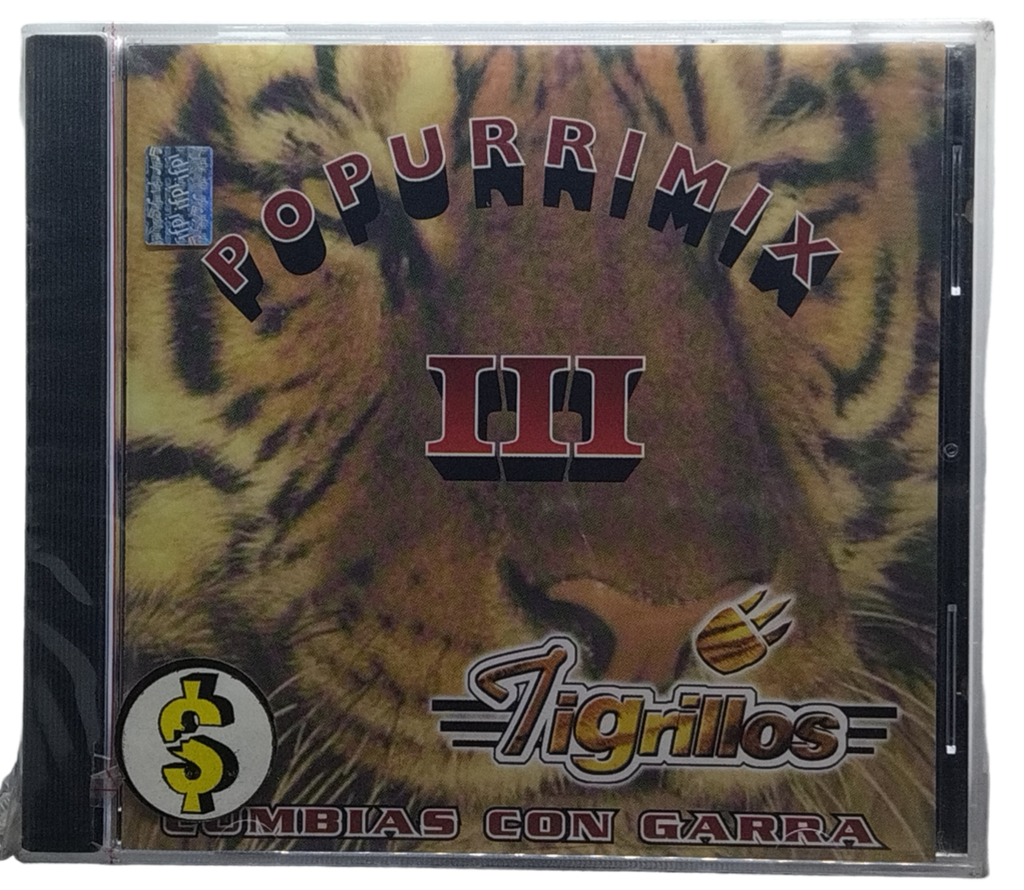 POPURRIMIX
III
Tigrillos
$
CUMBIAS CON GARRA